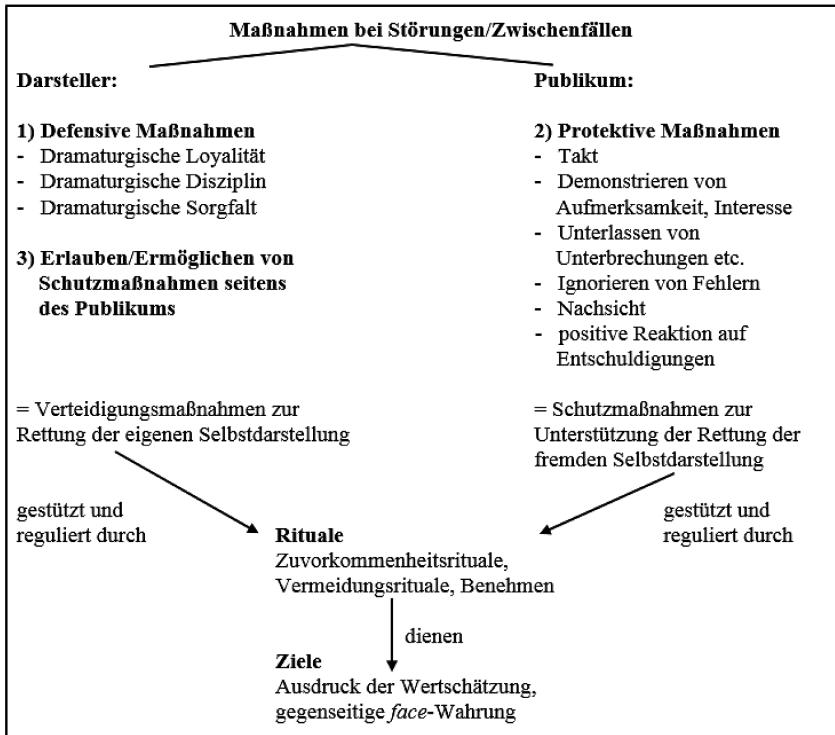 Maßnahmen bei Störungen/Zwischenfällen
Darsteller:
1) Defensive Maßnahmen
- Dramaturgische Loyalität
- Dramaturgische Disziplin
- Dramaturgische Sorgfalt
3) Erlauben/Ermöglichen von
Schutzmaßnahmen seitens
des Publikums
= Verteidigungsmaßnahmen zur
Rettung der eigenen Selbstdarstellung
gestützt und
reguliert durch
Publikum:
2) Protektive Maßnahmen
- Takt
- Demonstrieren von
Aufmerksamkeit, Interesse
- Unterlassen von
Unterbrechungen etc.
- Ignorieren von Fehlern
- Nachsicht
- positive Reaktion auf
Entschuldigungen
= Schutzmaßnahmen zur
Unterstützung der Rettung der
fremden Selbstdarstellung
gestützt und
reguliert durch
Rituale
Zuvorkommenheitsrituale,
Vermeidungsrituale, Benehmen
dienen
Ziele
Ausdruck der Wertschätzung,
gegenseitige face-Wahrung